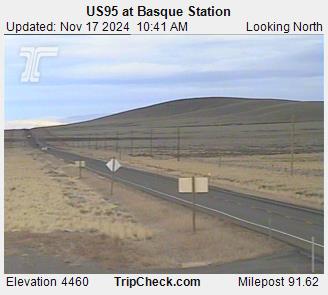 US95 at Basque Station
Updated: Nov 17 2024 10:41 AM Looking North
Elevation 4460 TripCheck.com Milepost 91.62